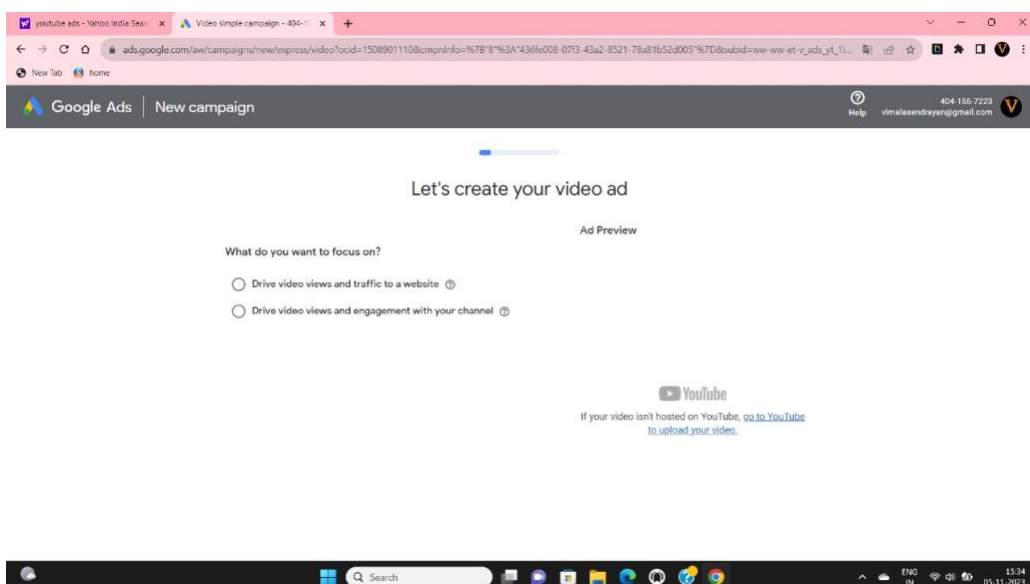 youtube ads - Yahoo India Sear
Video simple campaign - 404-1
ads.google.com/aw/campaigns/new/express/video?ocid=1508901110&cmpnInfo=%7B"8"%3A"436fe008-07f3-43a2-8521-78a81b52d005"%7D&subid=ww-ww-et-v_ads_yt_1
New Tab home
Google Ads New campaign
Help
404-155-7223
vimalasendrayan@gmail.com
V
Let's create your video ad
Ad Preview
What do you want to focus on?
Drive video views and traffic to a website
Drive video views and engagement with your channel
YouTube
If your video isn't hosted on YouTube, go to YouTube
to upload your video.
Search
ENG
IN
15:34
05-11-2023